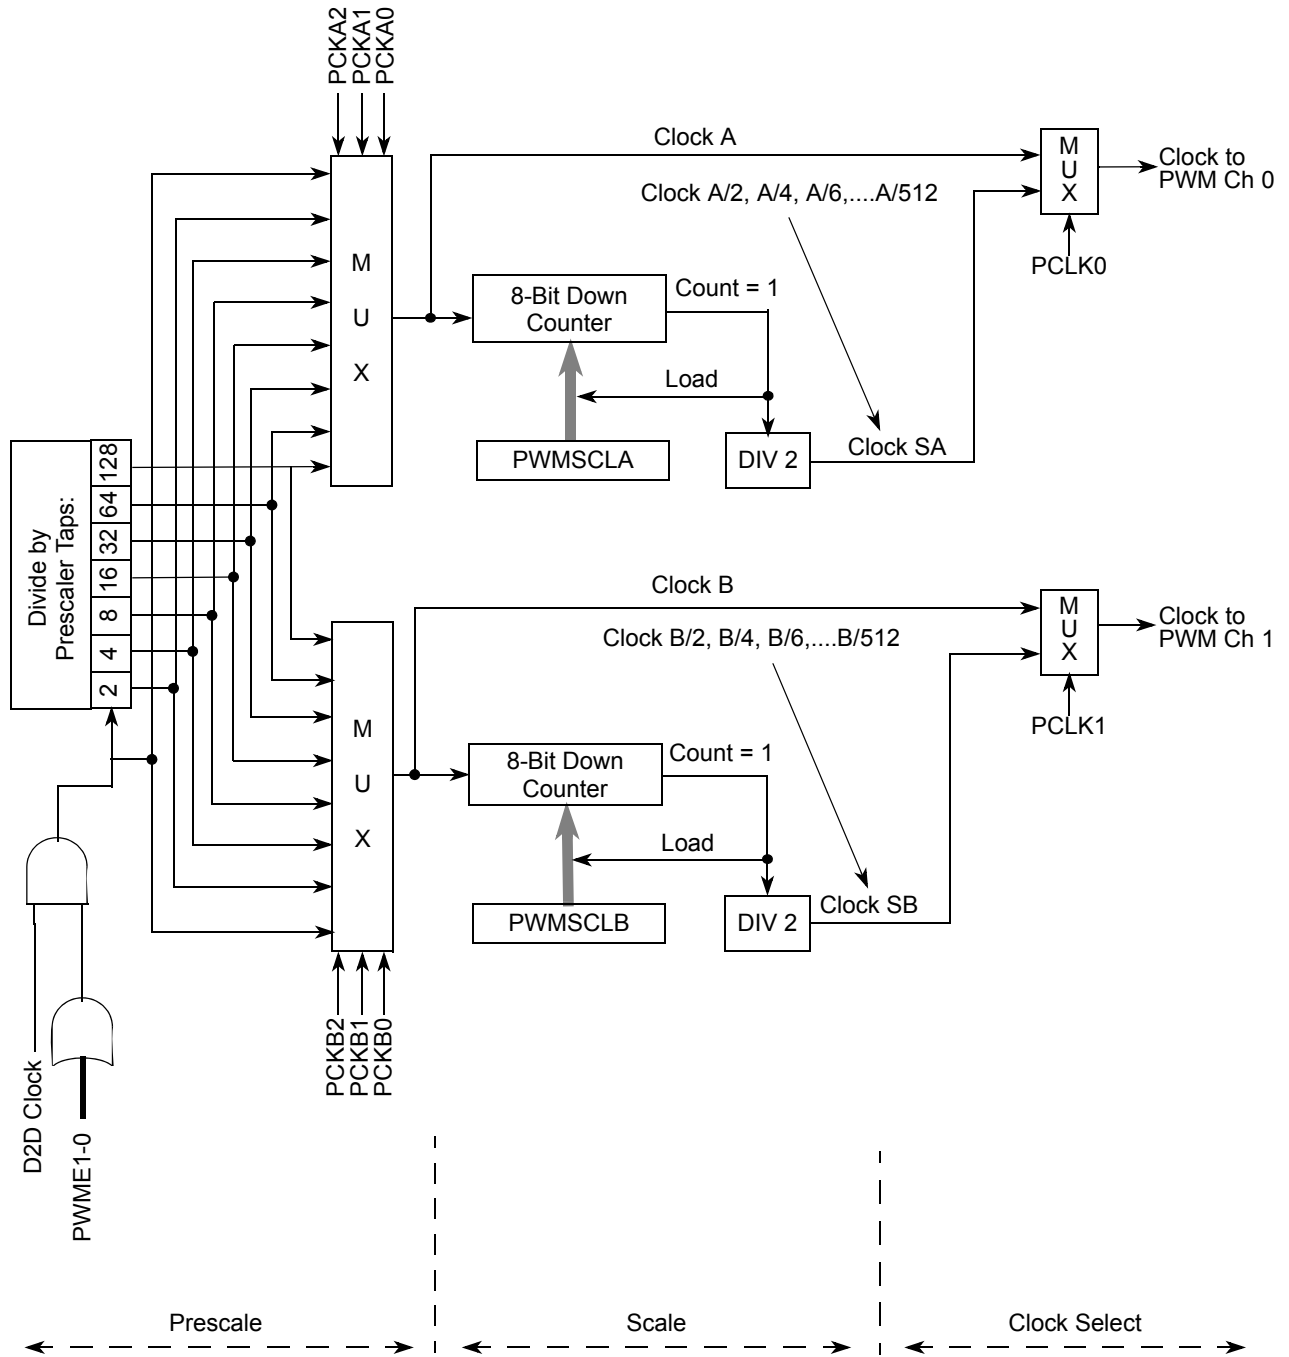 PCKA2
PCKA1
PCKA0
Clock A
Clock A/2, A/4, A/6,....A/512
M
U
X
Clock to
PWM Ch 0
PCLK0
M
U
X
8-Bit Down
Counter
Count = 1
Load
PWMSCLA
DIV 2
Clock SA
Divide by
Prescaler Taps:
128
64
32
16
8
4
2
Clock B
Clock B/2, B/4, B/6,....B/512
M
U
X
Clock to
PWM Ch 1
PCLK1
M
U
X
8-Bit Down
Counter
Count = 1
Load
PWMSCLB
DIV 2
Clock SB
PCKB2
PCKB1
PCKB0
D2D Clock
PWME1-0
Prescale
Scale
Clock Select